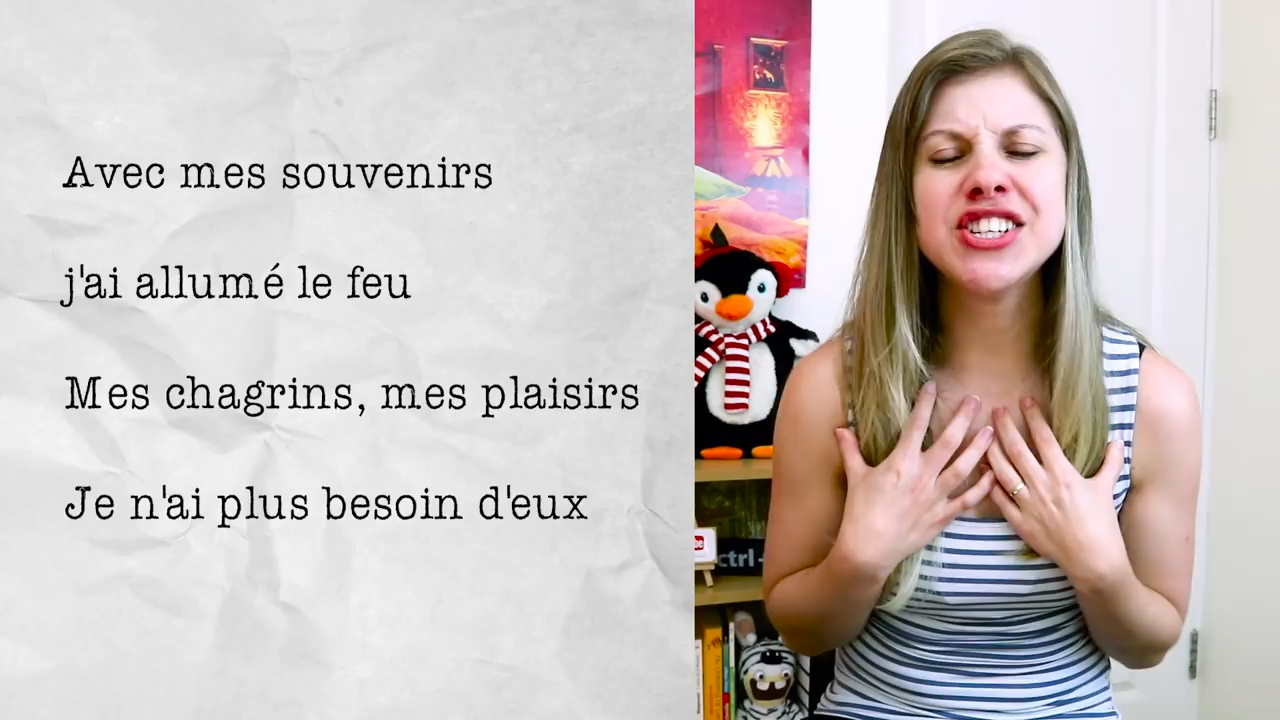 Avec mes souvenirs
j'ai allumé le feu
Mes chagrins, mes plaisirs
Je n'ai plus besoin d'eux
ctrl-